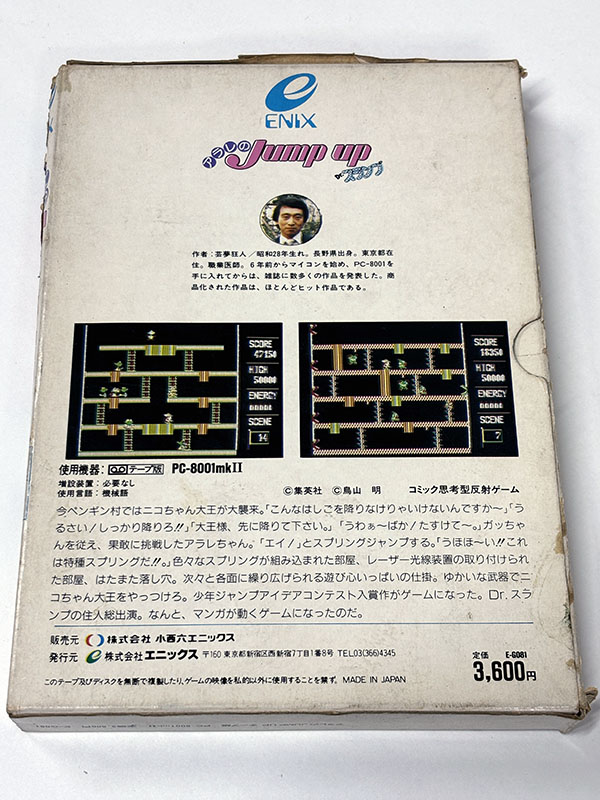 ENIX
アラレのJump up
Dr.スランプ
作者:芸夢狂人/昭和28年生れ。長野県出身。東京都在
住。職業医師。6年前からマイコンを始め、PC-8001を
手に入れてからは、雑誌に数多くの作品を発表した。商
品化された作品は、ほとんどヒット作品である。
SCORE
47150
HIGH
50000
ENERGY
SCENE
14
SCORE
18350
HIGH
50000
ENERGY
SCENE
7
使用機器: テープ版 PC-8001mkII
増設装置:必要なし
使用言語:機械語
©集英社 ©鳥山 明 コミック思考型反射ゲーム
今ペンギン村ではニコちゃん大王が大襲来。「こんなはしごを降りなけりゃいけないんですか〜」「う
るさい!しっかり降りろ!!」「大王様、先に降りて下さい。」「うわぁ〜ばか!たすけて〜。」ガッちゃ
んを従え、果敢に挑戦したアラレちゃん。「エイ!」とスプリングジャンプする。「うほほ〜い!!これ
は特種スプリングだ!!。」色々なスプリングが組み込まれた部屋、レーザー光線装置の取り付けられ
た部屋、はたまた落し穴。次々と各面に繰り広げられる遊び心いっぱいの仕掛。ゆかいな武器でニ
コちゃん大王をやっつけろ。少年ジャンプアイデアコンテスト入賞作がゲームになった。Dr.スラ
ンプの住人総出演。なんと、マンガが動くゲームになったのだ。
販売元 株式会社 小西六エニックス
発行元 株式会社 エニックス 〒160 東京都新宿区西新宿7丁目5番8号 TEL03(366)4345
定価 E-G081
3,600円
このテープ及びディスクを無断で複製したり、ゲームの映像を私的以外に使用することを禁ず。 MADE IN JAPAN